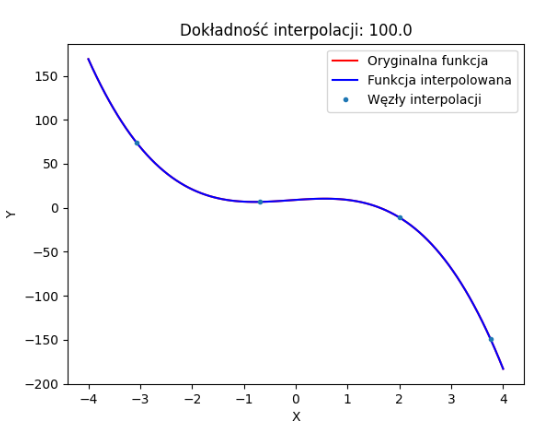 Dokładność interpolacji: 100.0
Oryginalna funkcja
Funkcja interpolowana
Węzły interpolacji
150
100
50
0
−50
−100
−150
−200
Y
−4 −3 −2 −1 0 1 2 3 4
X